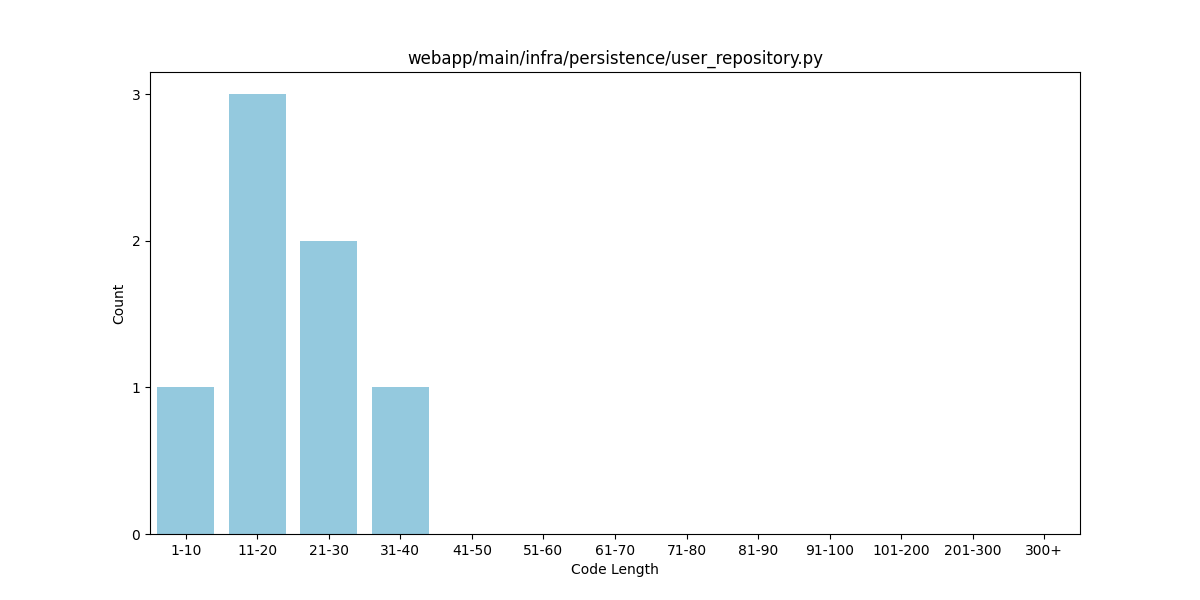 webapp/main/infra/persistence/user_repository.py
3
2
1
0
Count
1-10 11-20 21-30 31-40 41-50 51-60 61-70 71-80 81-90 91-100 101-200 201-300 300+
Code Length